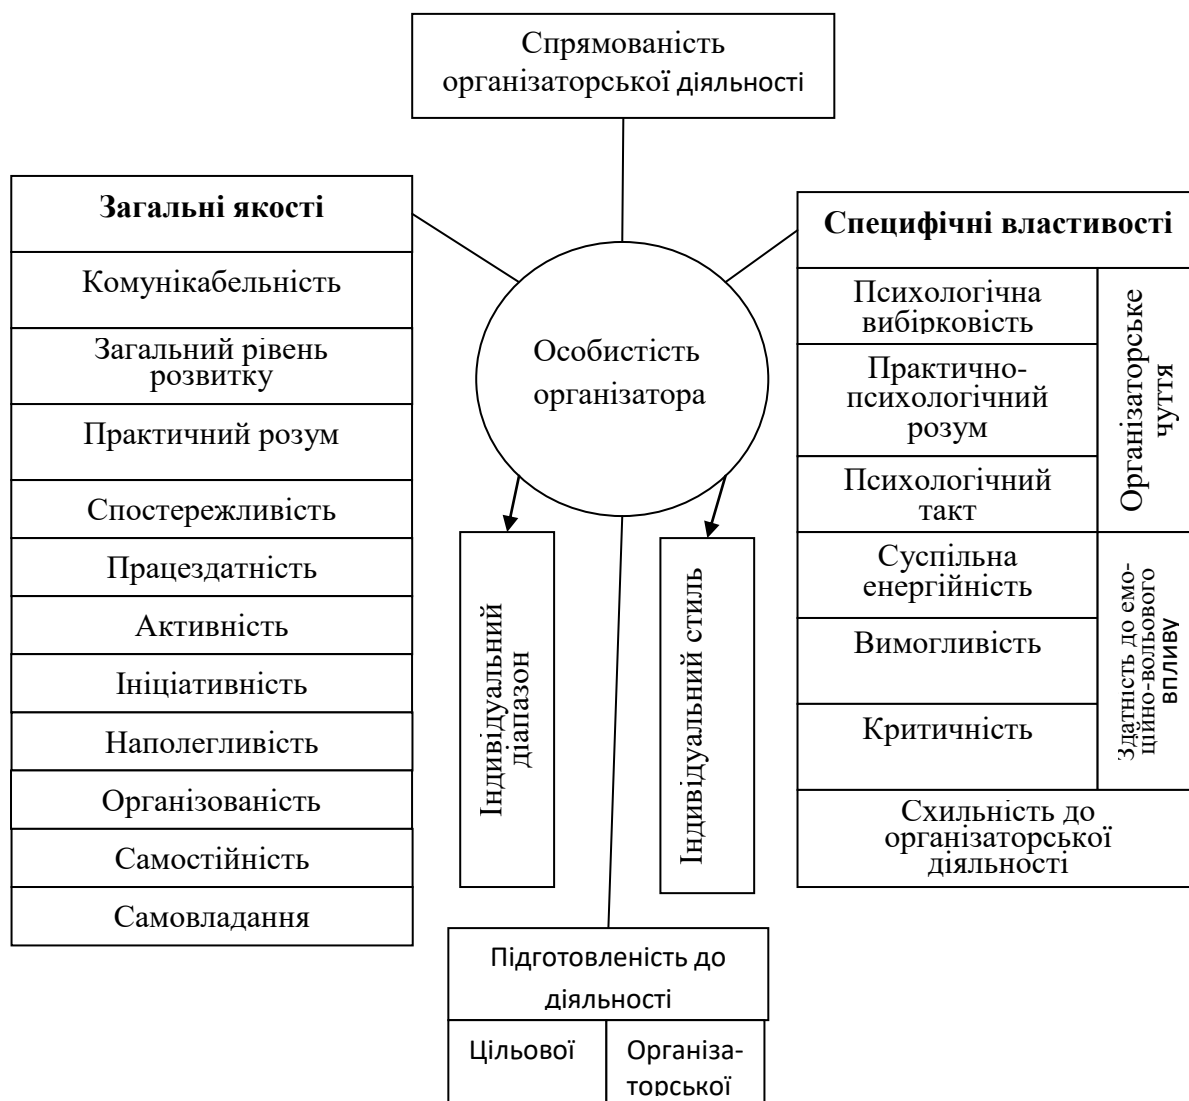 Спрямованість
організаторської діяльності
Загальні якості
Комунікабельність
Загальний рівень
розвитку
Практичний розум
Спостережливість
Працездатність
Активність
Ініціативність
Наполегливість
Організованість
Самостійність
Самовладання
Особистість
організатора
Індивідуальний
діапазон
Індивідуальний стиль
Підготовленість до
діяльності
Цільової
Організа-
торської
Специфічні властивості
Психологічна
вибірковість
Практично-
психологічний
розум
Психологічний
такт
Організаторське
чуття
Суспільна
енергійність
Вимогливість
Критичність
Здатність до емо-
ційно-вольового
впливу
Схильність до
організаторської
діяльності